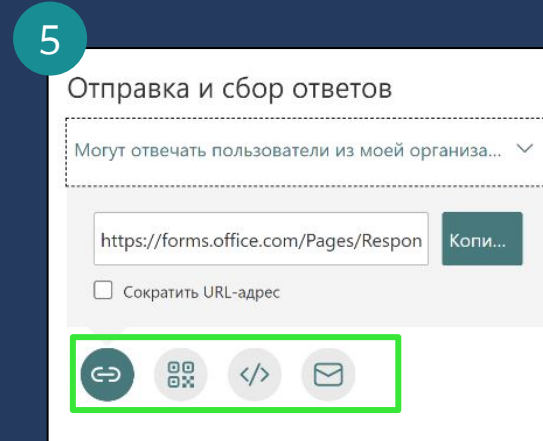 5
Отправка и сбор ответов
Могут отвечать пользователи из моей организа...
https://forms.office.com/Pages/Respon
Копи...
Сократить URL-адрес